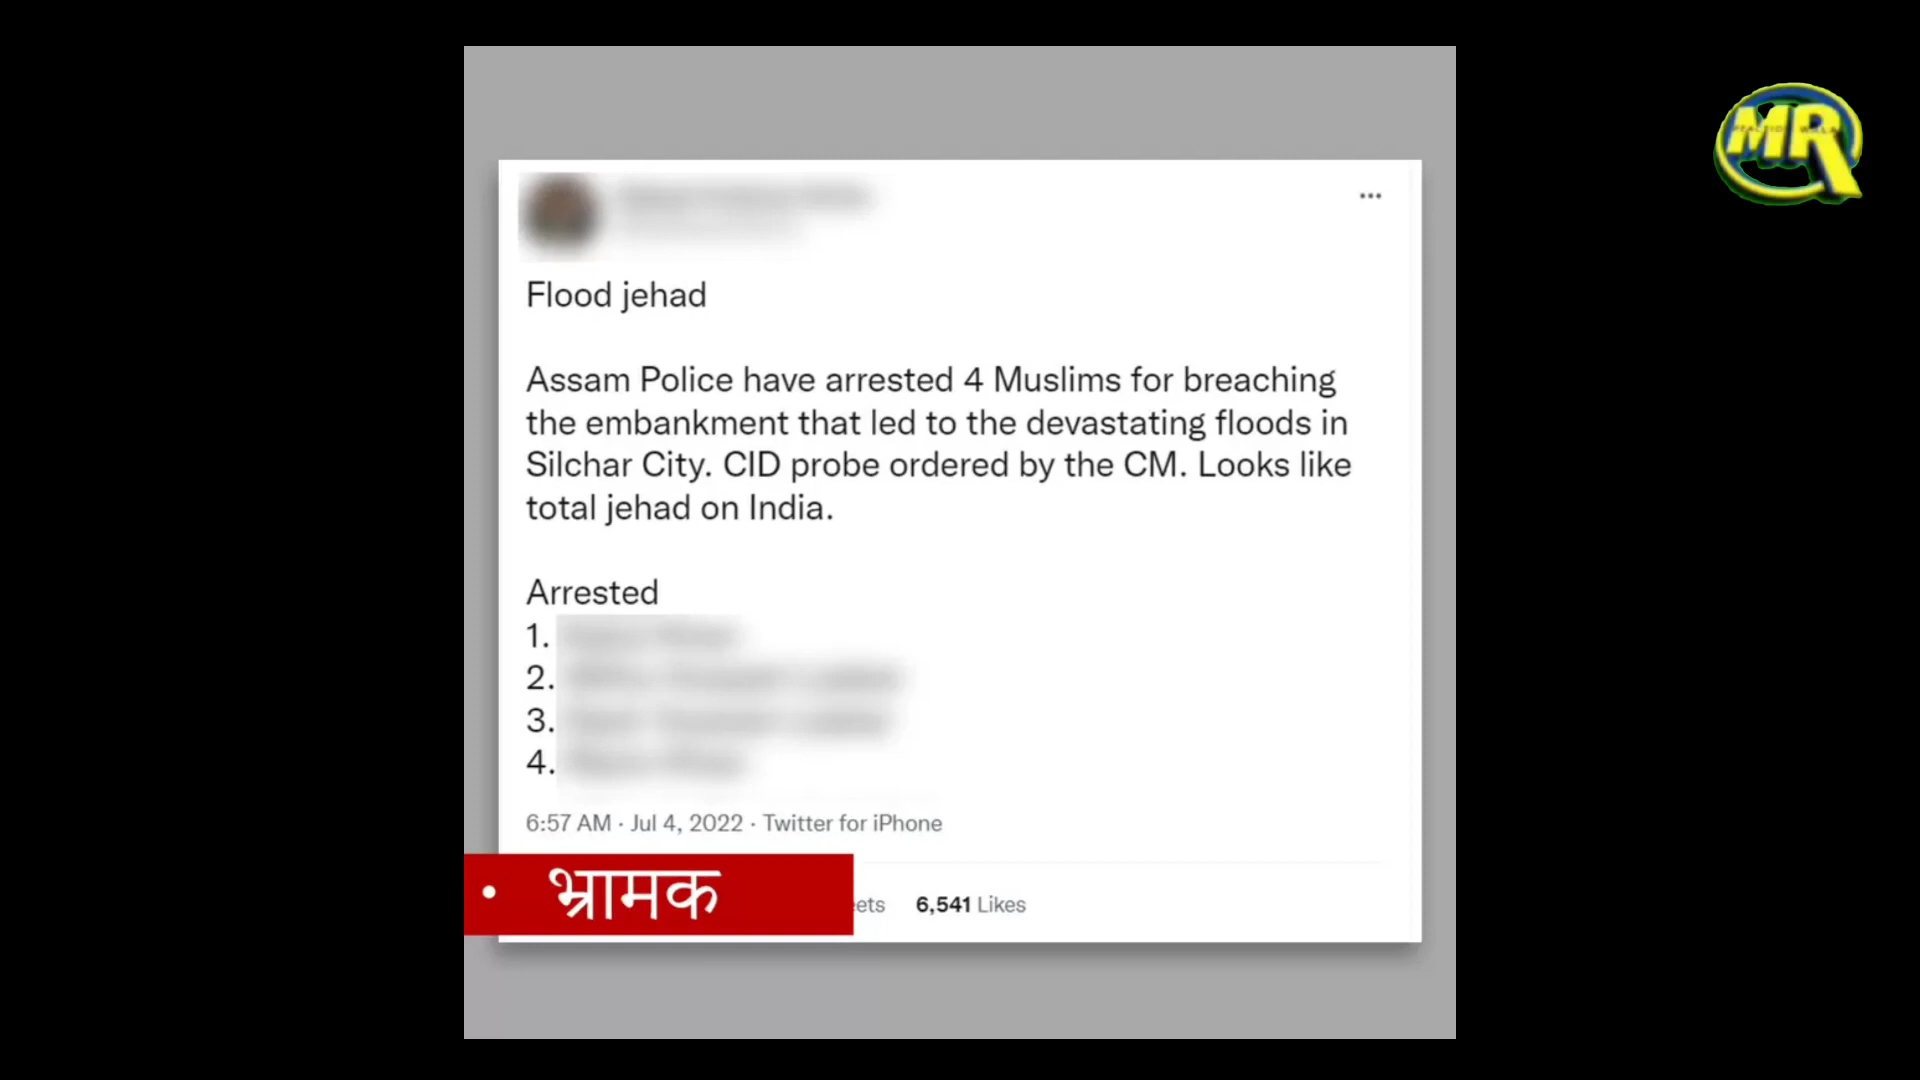 MR
Flood jehad
Assam Police have arrested 4 Muslims for breaching
the embankment that led to the devastating floods in
Silchar City. CID probe ordered by the CM. Looks like
total jehad on India.
Arrested
1.
2.
3.
4.
6:57 AM · Jul 4, 2022 · Twitter for iPhone
• भ्रामक
ets 6,541 Likes